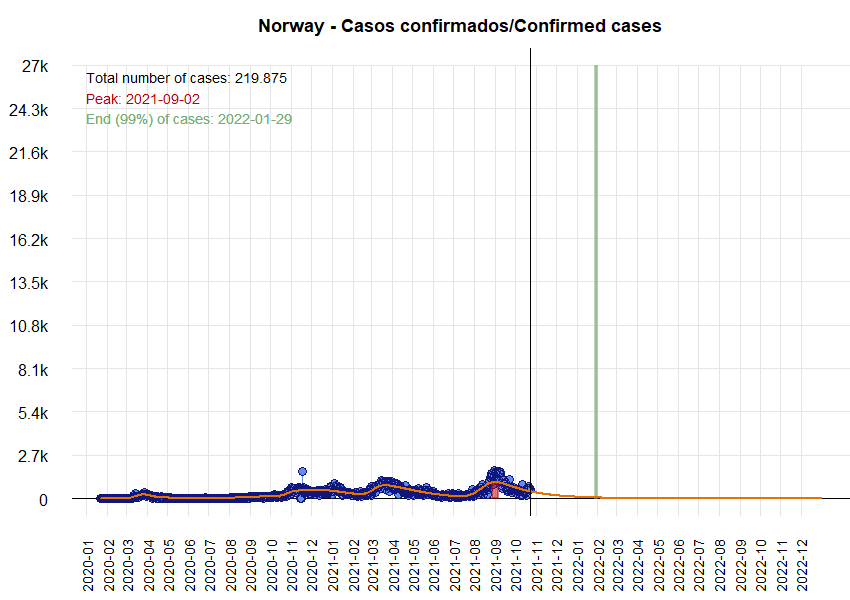 Norway - Casos confirmados/Confirmed cases
27k
24.3k
21.6k
18.9k
16.2k
13.5k
10.8k
8.1k
5.4k
2.7k
0
Total number of cases: 219.875
Peak: 2021-09-02
End (99%) of cases: 2022-01-29
2020-01
2020-02
2020-03
2020-04
2020-05
2020-06
2020-07
2020-08
2020-09
2020-10
2020-11
2020-12
2021-01
2021-02
2021-03
2021-04
2021-05
2021-06
2021-07
2021-08
2021-09
2021-10
2021-11
2021-12
2022-01
2022-02
2022-03
2022-04
2022-05
2022-06
2022-07
2022-08
2022-09
2022-10
2022-11
2022-12